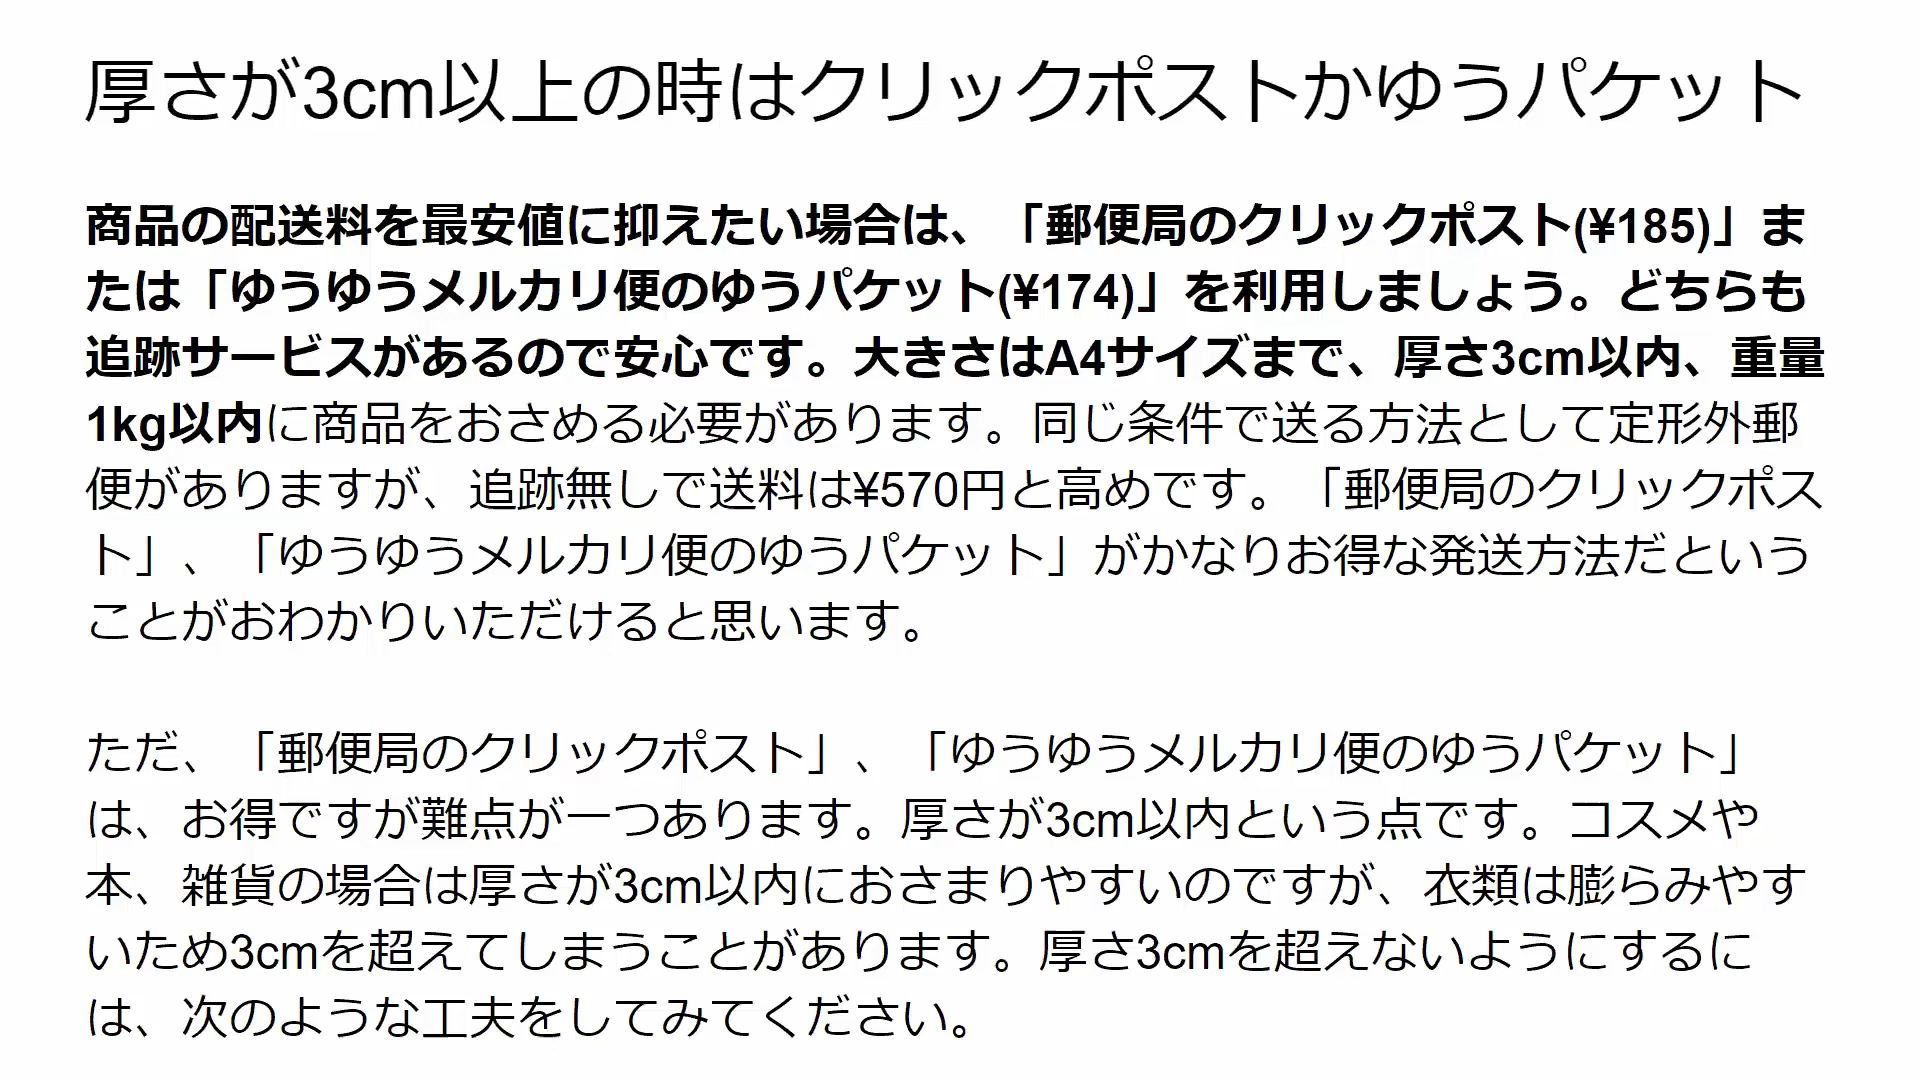 厚さが3cm以上の時はクリックポストかゆうパケット
商品の配送料を最安値に抑えたい場合は、「郵便局のクリックポスト(¥185)」ま
たは「ゆうゆうメルカリ便のゆうパケット(¥174)」を利用しましょう。どちらも
追跡サービスがあるので安心です。大きさはA4サイズまで、厚さ3cm以内、重量
1kg以内に商品をおさめる必要があります。同じ条件で送る方法として定形外郵
便がありますが、追跡無しで送料は¥570円と高めです。「郵便局のクリックポス
ト」、「ゆうゆうメルカリ便のゆうパケット」がかなりお得な発送方法だという
ことがおわかりいただけると思います。
ただ、「郵便局のクリックポスト」、「ゆうゆうメルカリ便のゆうパケット」
は、お得ですが難点が一つあります。厚さが3cm以内という点です。コスメや
本、雑貨の場合は厚さが3cm以内におさまりやすいのですが、衣類は膨らみやす
いため3cmを超えてしまうことがあります。厚さ3cmを超えないようにするに
は、次のような工夫をしてみてください。